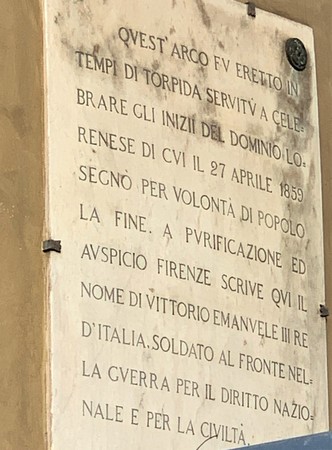 QVEST' ARCO FV ERETTO IN
TEMPI DI TORPIDA SERVITV̀ A CELE=
BRARE GLI INIZII DEL DOMINIO LO=
RENESE DI CVI IL 27 APRILE 1859
SEGNÒ PER VOLONTÀ DI POPOLO
LA FINE. A PVRIFICAZIONE ED
AVSPICIO FIRENZE SCRIVE QVI IL
NOME DI VITTORIO EMANVELE III RE
D'ITALIA. SOLDATO AL FRONTE NEL=
LA GVERRA PER IL DIRITTO NAZIO=
NALE E PER LA CIVILTÀ.